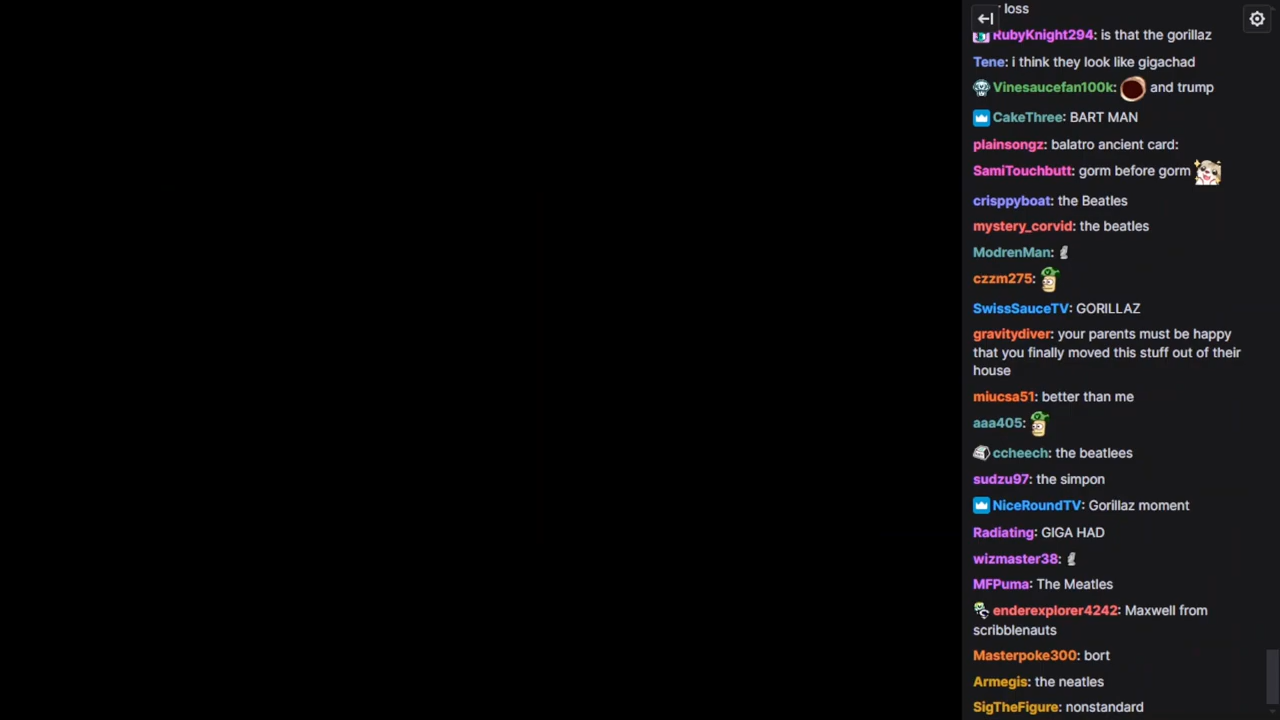 loss
RubyKnight294: is that the gorillaz
Tene: i think they look like gigachad
Vinesaucefan100k: and trump
CakeThree: BART MAN
plainsongz: balatro ancient card:
SamiTouchbutt: gorm before gorm
crisppyboat: the Beatles
mystery_corvid: the beatles
ModrenMan:
czzm275:
SwissSauceTV: GORILLAZ
gravitydiver: your parents must be happy
that you finally moved this stuff out of their
house
miucsa51: better than me
aaa405:
ccheech: the beatlees
sudzu97: the simpon
NiceRoundTV: Gorillaz moment
Radiating: GIGA HAD
wizmaster38:
MFPuma: The Meatles
enderexplorer4242: Maxwell from
scribblenauts
Masterpoke300: bort
Armegis: the neatles
SigTheFigure: nonstandard